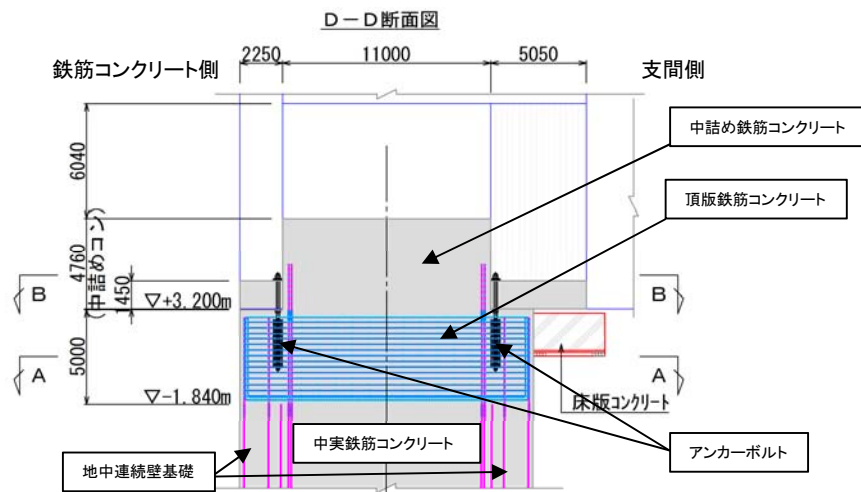 D-D断面図
2250
11000
5050
鉄筋コンクリート側
支間側
中詰め鉄筋コンクリート
6040
頂版鉄筋コンクリート
4760
(中詰めコン)
1450
B
B
▽+3.200m
5000
A
A
▽-1.840m
床版コンクリート
中実鉄筋コンクリート
アンカーボルト
地中連続壁基礎